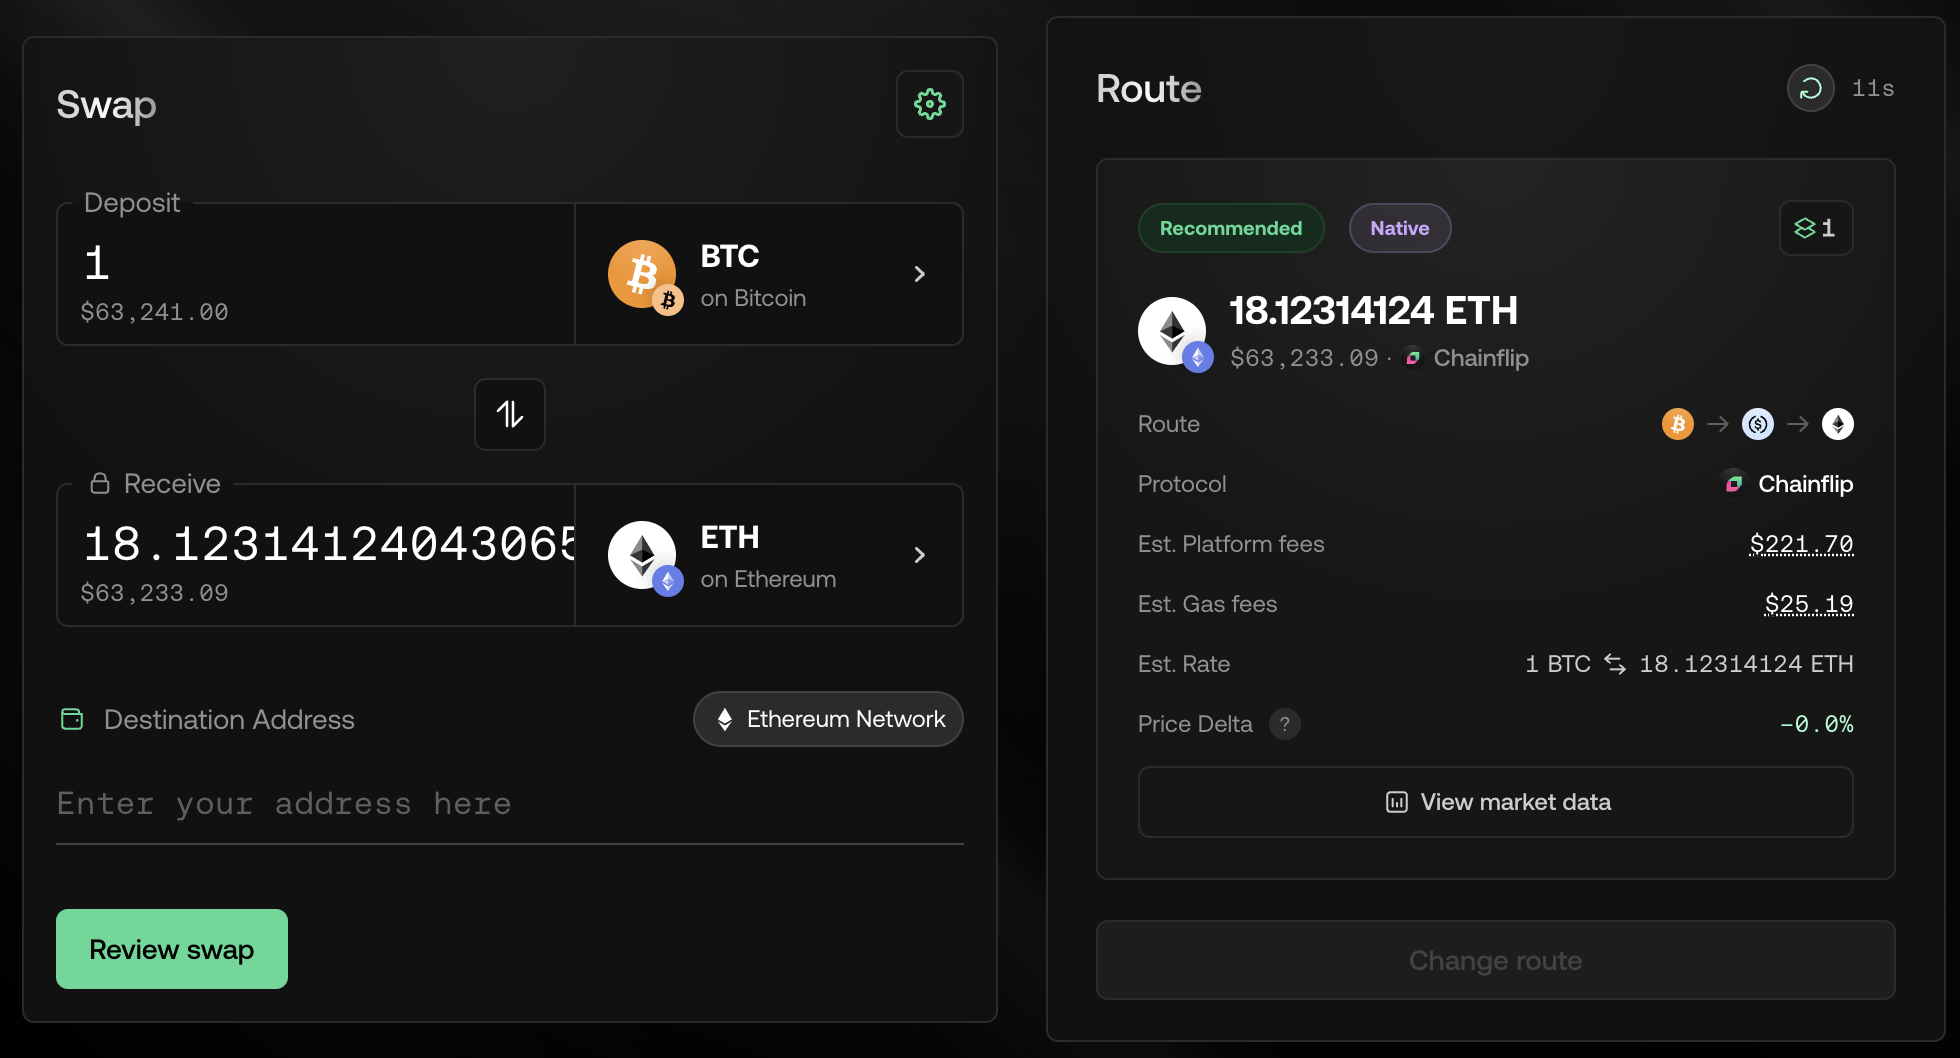 Swap
Deposit
1
$63,241.00
BTC
on Bitcoin
Receive
18.12314124043065
$63,233.09
ETH
on Ethereum
Destination Address
Ethereum Network
Enter your address here
Review swap
Route
11s
Recommended
Native
1
18.12314124 ETH
$63,233.09 · Chainflip
Route
Protocol
Chainflip
Est. Platform fees
$221.70
Est. Gas fees
$25.19
Est. Rate
1 BTC ⇆ 18.12314124 ETH
Price Delta ?
-0.0%
View market data
Change route